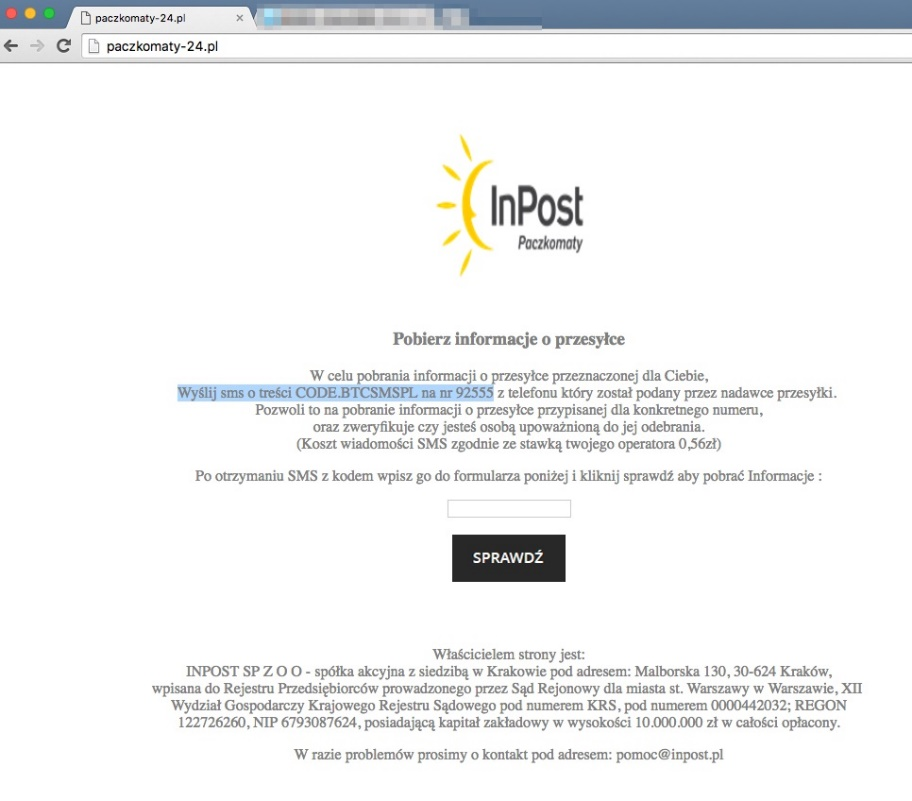 paczkomaty-24.pl
paczkomaty-24.pl
InPost
Paczkomaty
Pobierz informacje o przesyłce
W celu pobrania informacji o przesyłce przeznaczonej dla Ciebie,
Wyślij sms o treści CODE.BTCSMSPL na nr 92555 z telefonu który został podany przez nadawce przesyłki.
Pozwoli to na pobranie informacji o przesyłce przypisanej dla konkretnego numeru,
oraz zweryfikuje czy jesteś osobą upoważnioną do jej odebrania.
(Koszt wiadomości SMS zgodnie ze stawką twojego operatora 0,56zł)
Po otrzymaniu SMS z kodem wpisz go do formularza poniżej i kliknij sprawdź aby pobrać Informacje :
SPRAWDŹ
Właścicielem strony jest:
INPOST SP Z O O - spółka akcyjna z siedzibą w Krakowie pod adresem: Malborska 130, 30-624 Kraków,
wpisana do Rejestru Przedsiębiorców prowadzonego przez Sąd Rejonowy dla miasta st. Warszawy w Warszawie, XII
Wydział Gospodarczy Krajowego Rejestru Sądowego pod numerem KRS, pod numerem 0000442032; REGON
122726260, NIP 6793087624, posiadającą kapitał zakładowy w wysokości 10.000.000 zł w całości opłacony.
W razie problemów prosimy o kontakt pod adresem: pomoc@inpost.pl